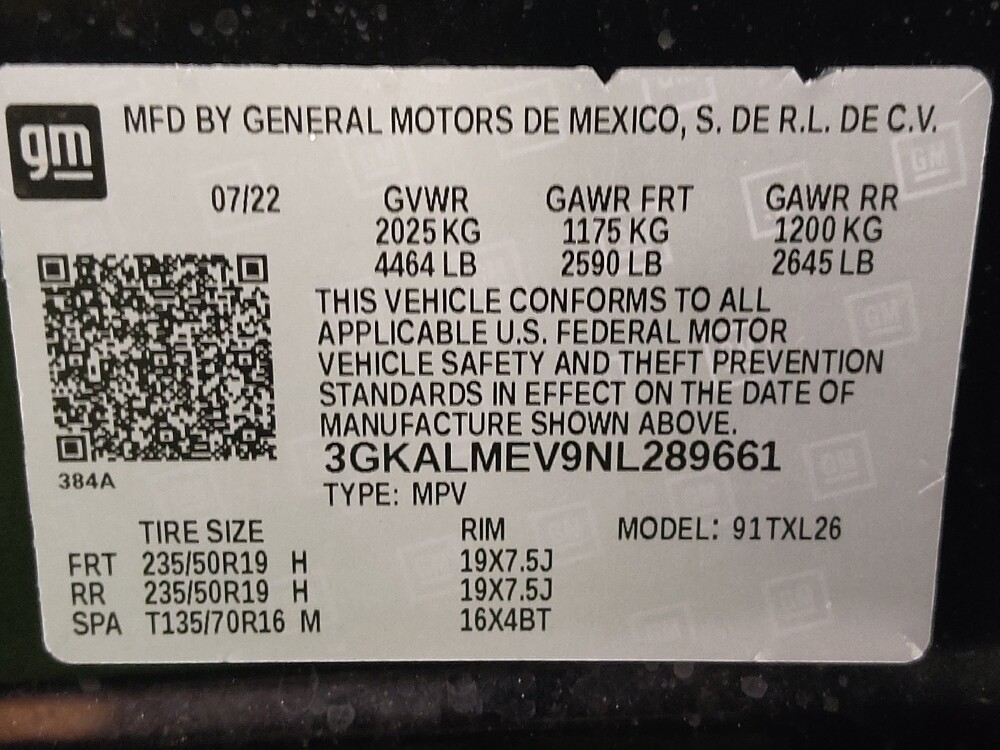 gm
MFD BY GENERAL MOTORS DE MEXICO, S. DE R.L. DE C.V.
07/22 GVWR GAWR FRT GAWR RR
2025 KG 1175 KG 1200 KG
4464 LB 2590 LB 2645 LB
THIS VEHICLE CONFORMS TO ALL
APPLICABLE U.S. FEDERAL MOTOR
VEHICLE SAFETY AND THEFT PREVENTION
STANDARDS IN EFFECT ON THE DATE OF
MANUFACTURE SHOWN ABOVE.
3GKALMEV9NL289661
384A
TYPE: MPV
TIRE SIZE RIM MODEL: 91TXL26
FRT 235/50R19 H 19X7.5J
RR 235/50R19 H 19X7.5J
SPA T135/70R16 M 16X4BT